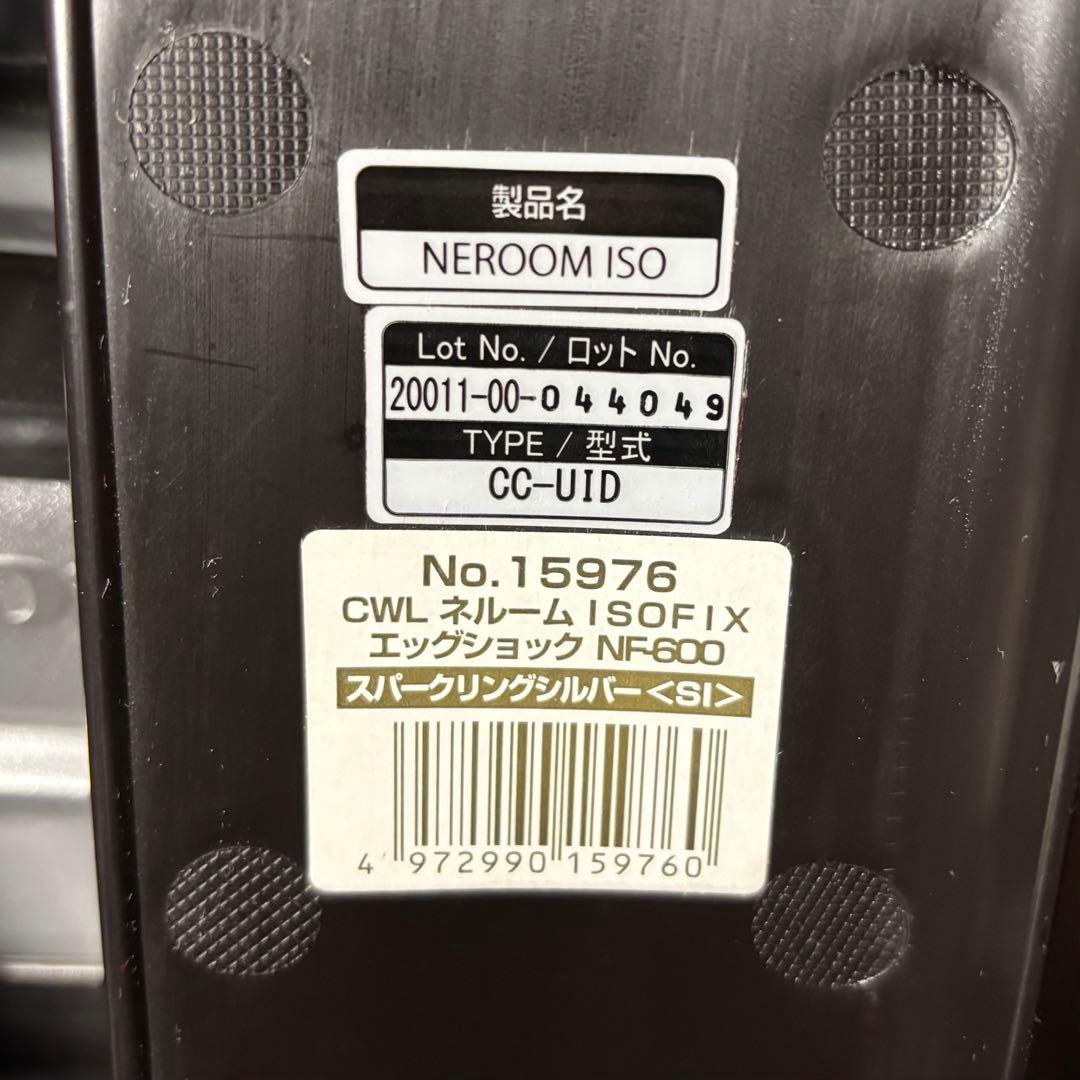 製品名
NEROOM ISO
Lot No. / ロット No.
20011-00-044049
TYPE / 型式
CC-UID
No.15976
CWL ネルーム ISOFIX
エッグショック NF-600
スパークリングシルバー<SI>
4 972990 159760